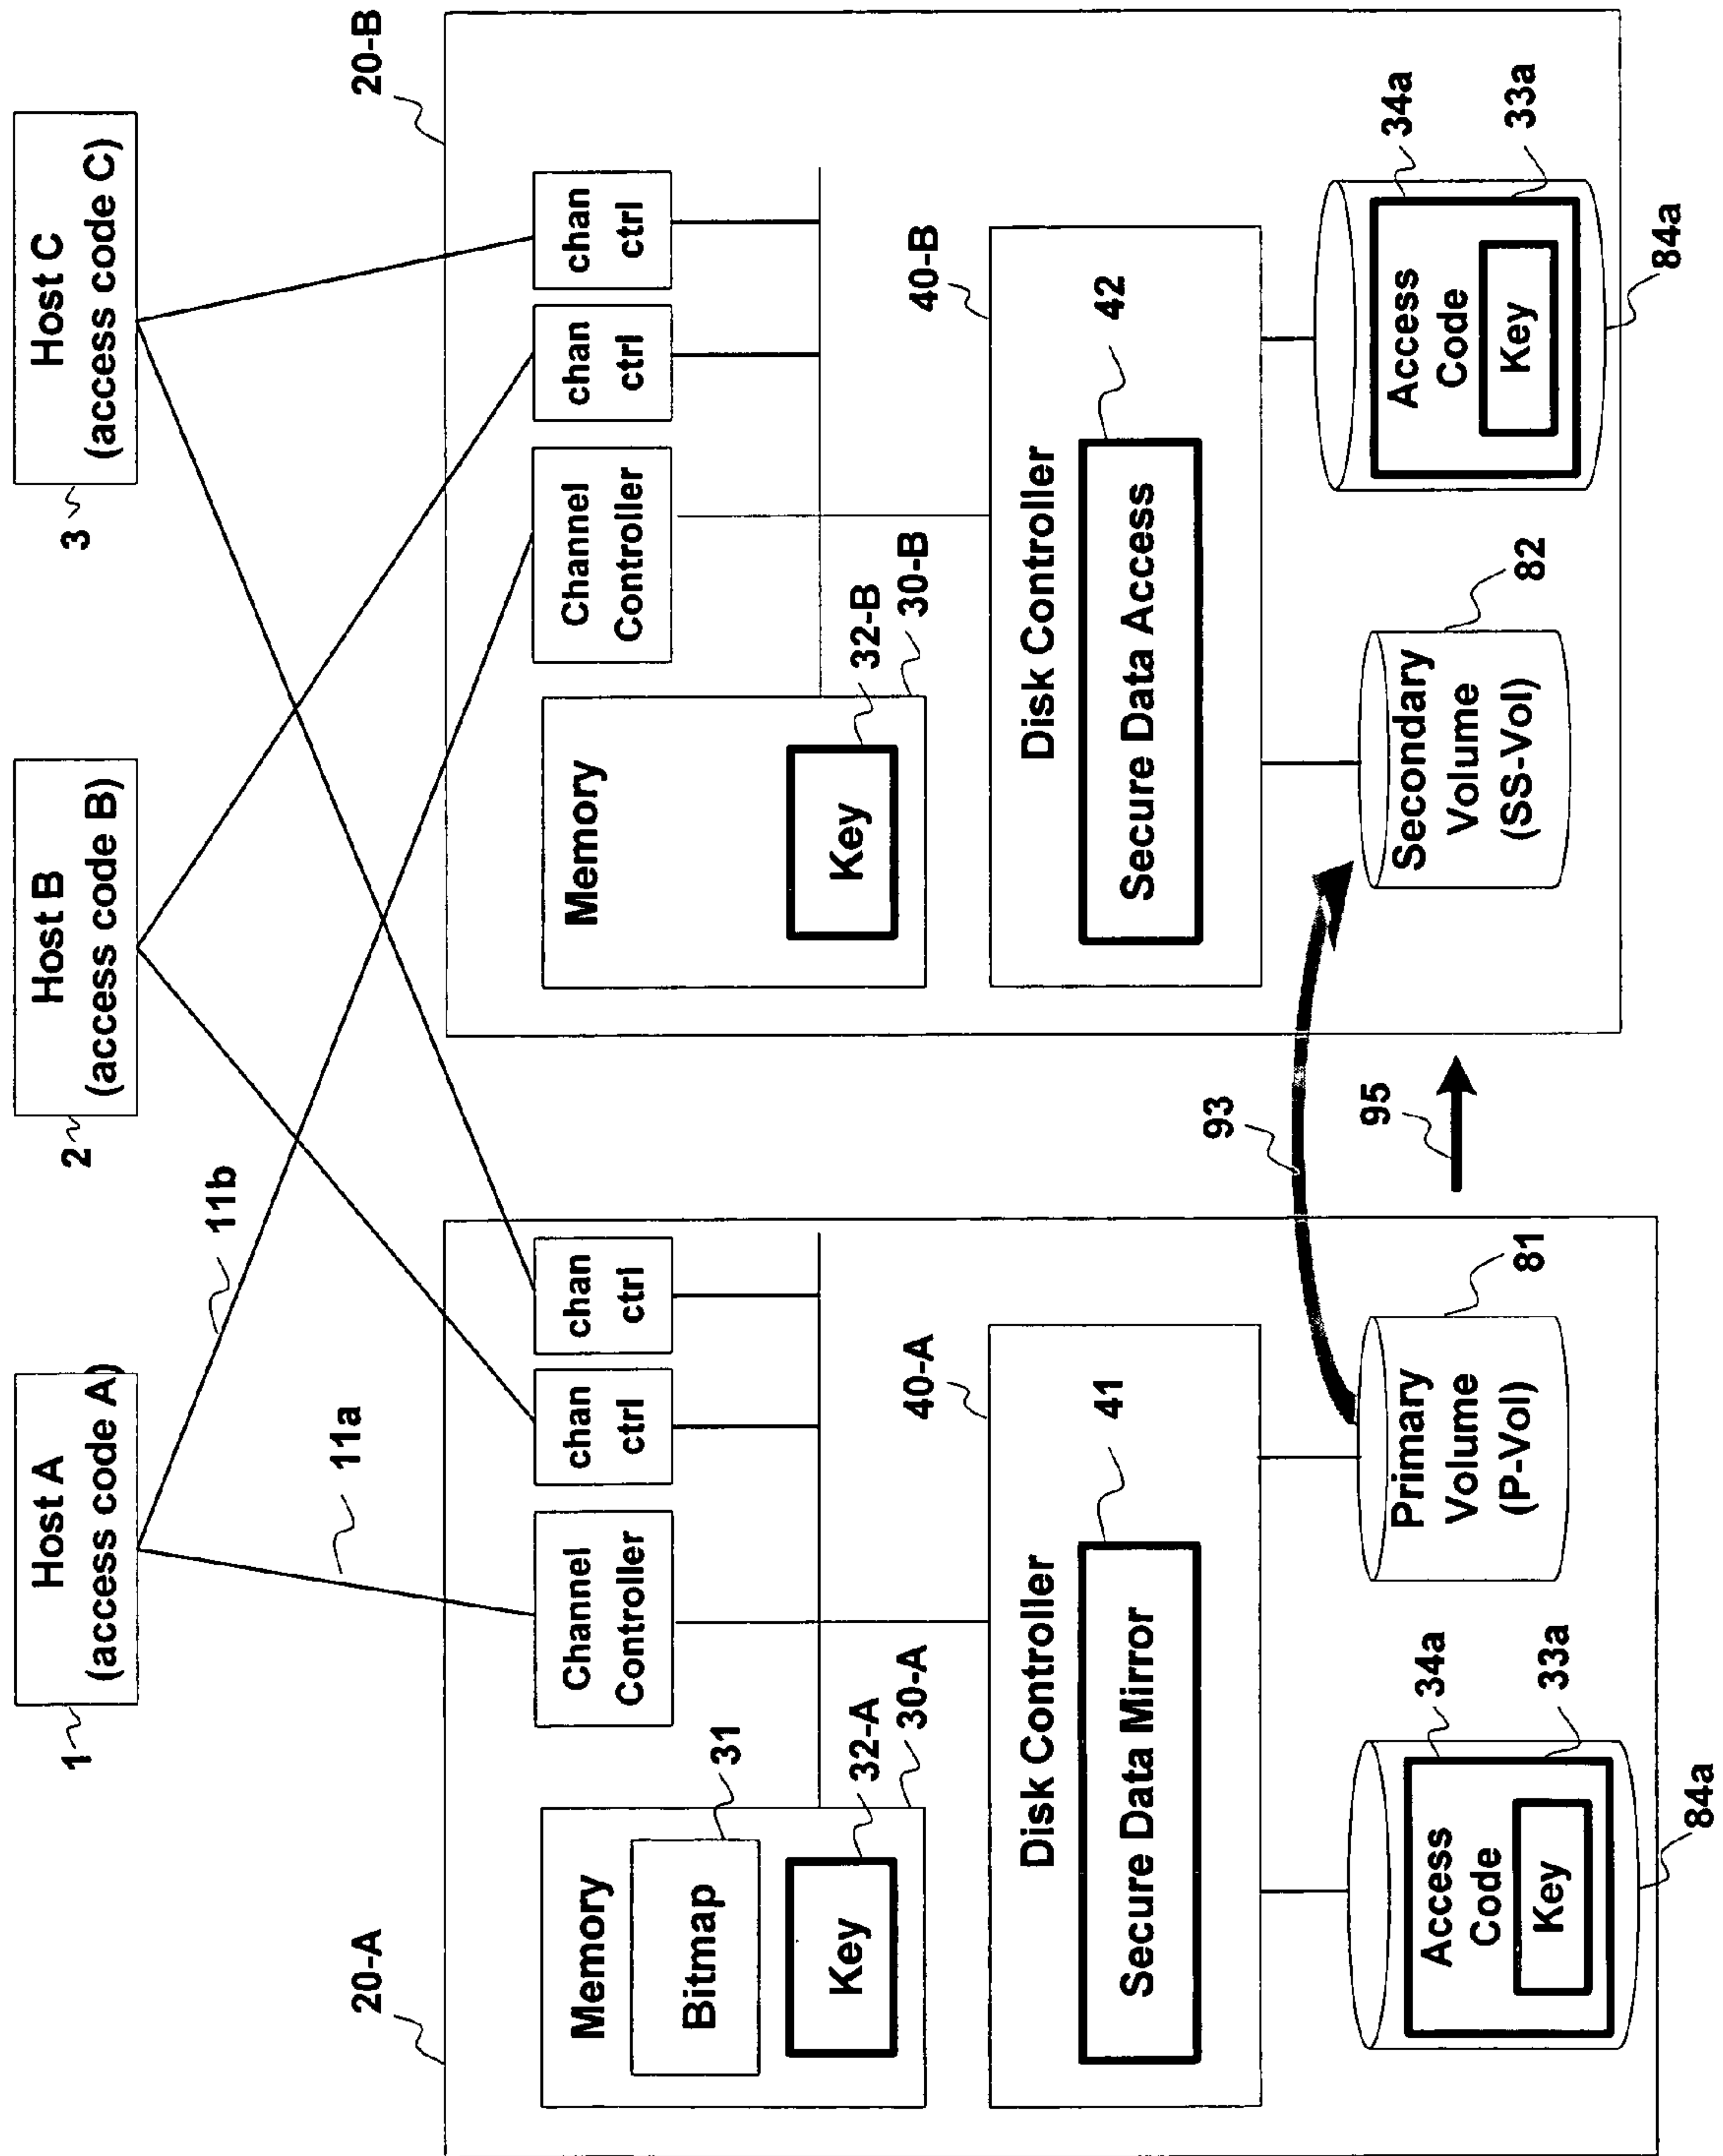 Host A
(access code A)
1
Host B
(access code B)
2
Host C
(access code C)
3
11a
11b
20-A
Memory
Bitmap
31
Key
32-A
30-A
Channel
Controller
chan
ctrl
chan
ctrl
Disk Controller
40-A
Secure Data Mirror
41
Access
Code
Key
34a
33a
84a
Primary
Volume
(P-Vol)
81
93
95
20-B
Memory
Key
32-B
30-B
Channel
Controller
chan
ctrl
chan
ctrl
Disk Controller
40-B
Secure Data Access
42
Secondary
Volume
(SS-Vol)
82
Access
Code
Key
34a
33a
84a